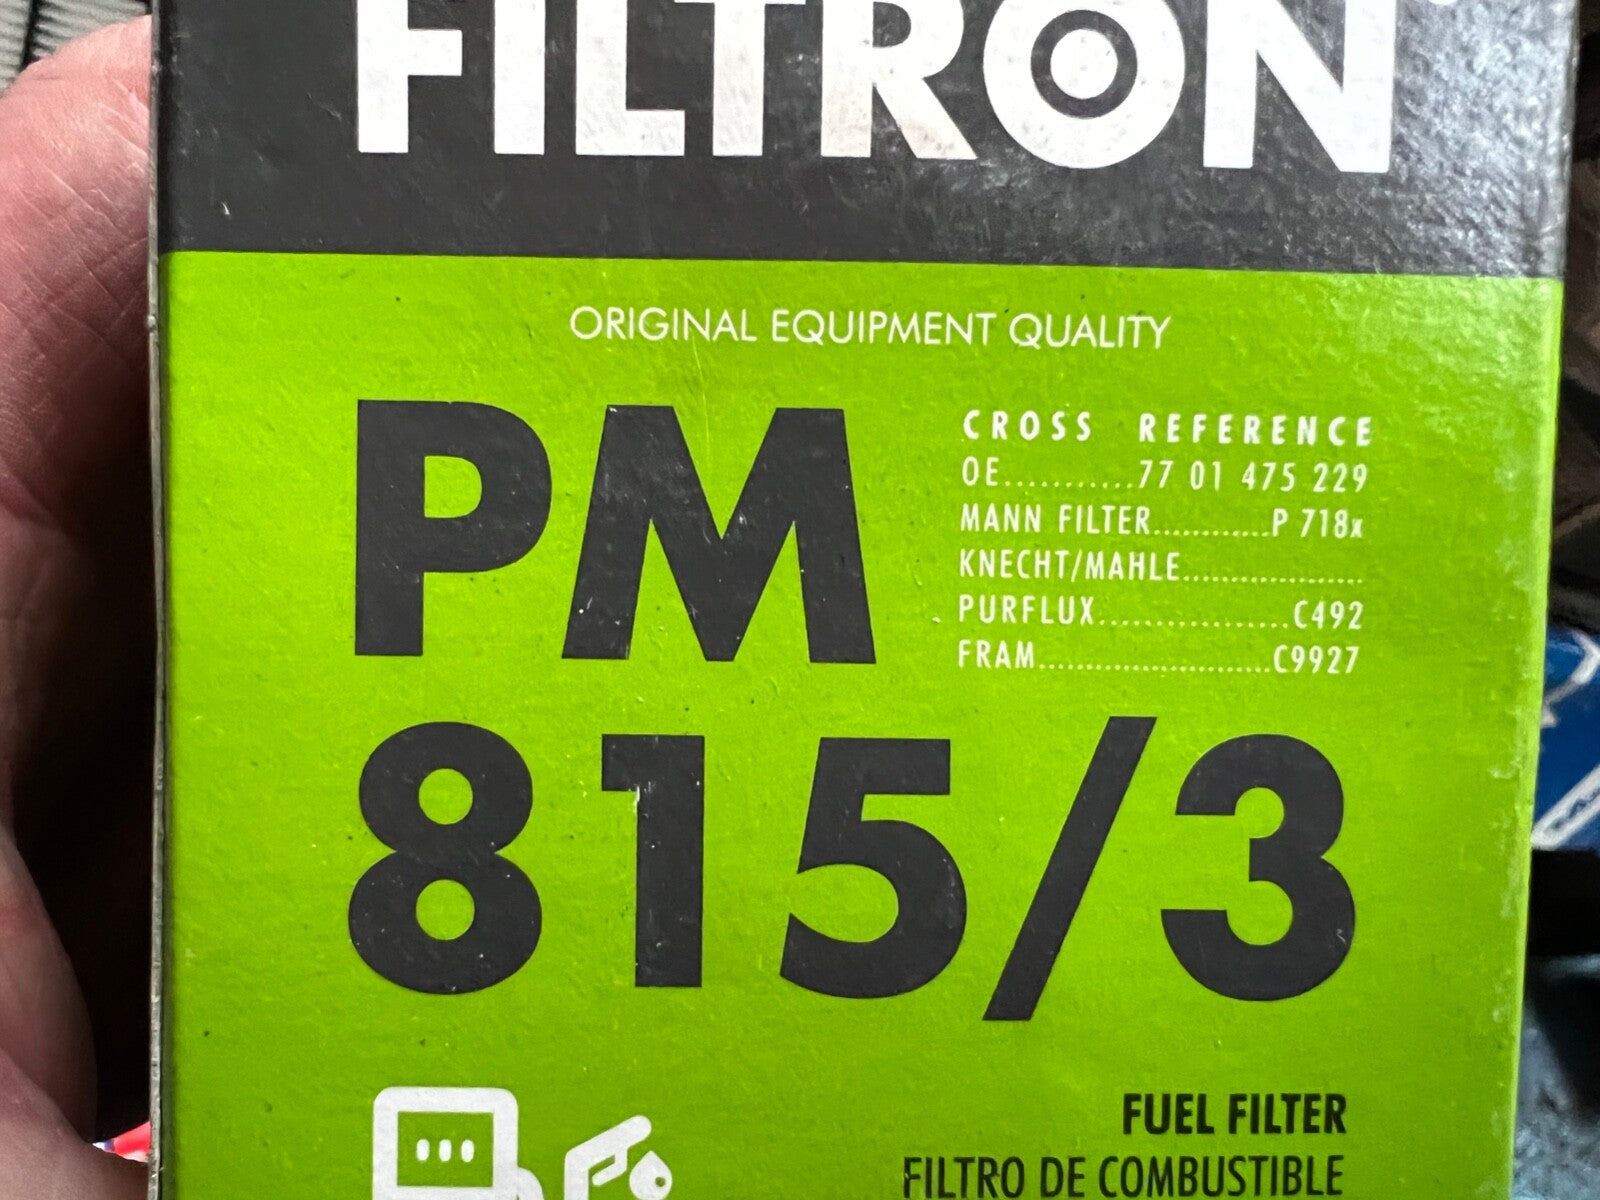 FILTRON
ORIGINAL EQUIPMENT QUALITY
PM
815/3
CROSS REFERENCE
OE...........77 01 475 229
MANN FILTER............P 718x
KNECHT/MAHLE....................
PURFLUX..................C492
FRAM.........................C9927
FUEL FILTER
FILTRO DE COMBUSTIBLE